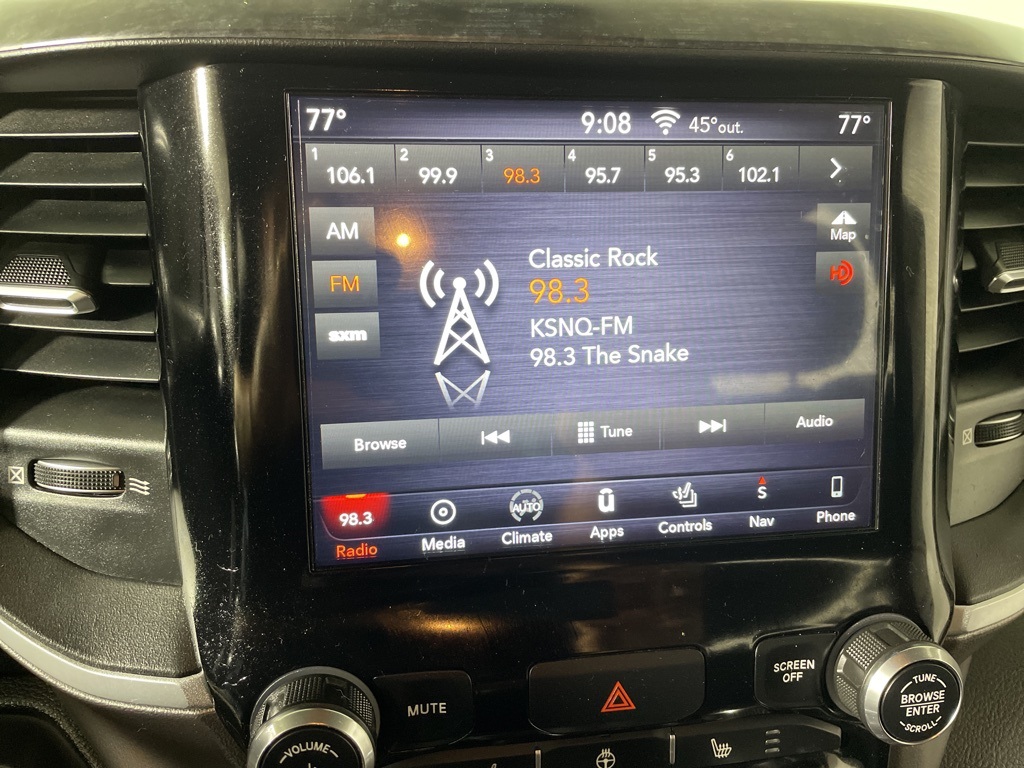 77° 9:08 45°out. 77°
1 2 3 4 5 6
106.1 99.9 98.3 95.7 95.3 102.1
AM
Map
Classic Rock
FM
98.3
HD
sxm
KSNQ-FM
98.3 The Snake
Browse Tune Audio
98.3 AUTO S
Radio Media Climate Apps Controls Nav Phone
MUTE
SCREEN
OFF
TUNE
BROWSE
ENTER
SCROLL
VOLUME